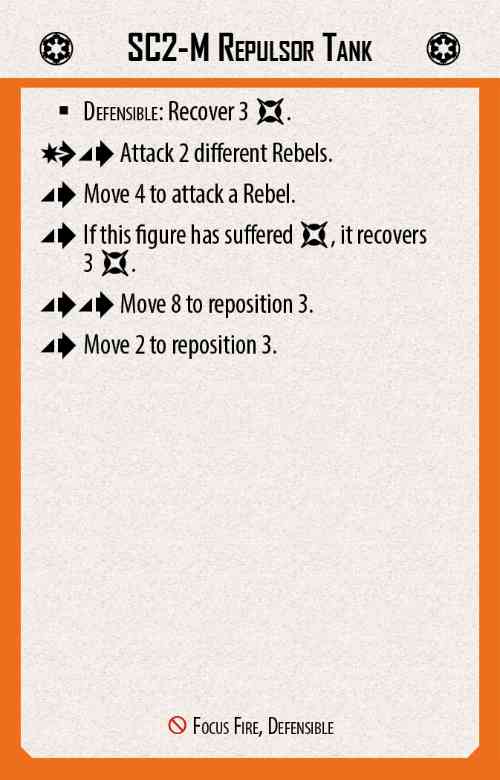 SC2-M Repulsor Tank
▪ Defensible: Recover 3 .
Attack 2 different Rebels.
Move 4 to attack a Rebel.
If this figure has suffered , it recovers
3 .
Move 8 to reposition 3.
Move 2 to reposition 3.
Focus Fire, Defensible